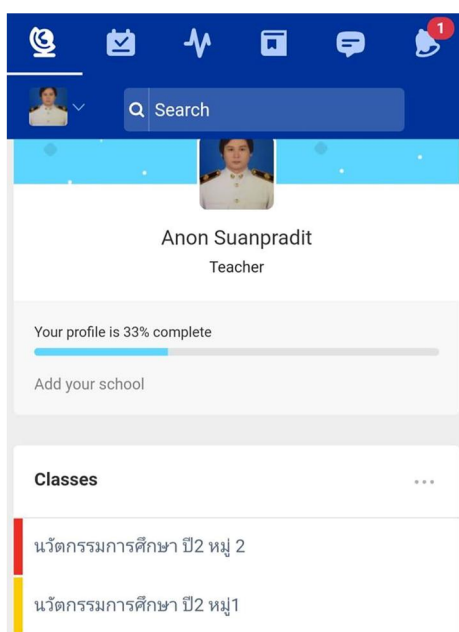 1
Search
Anon Suanpradit
Teacher
Your profile is 33% complete
Add your school
Classes
นวัตกรรมการศึกษา ปี2 หมู่ 2
นวัตกรรมการศึกษา ปี2 หมู่1